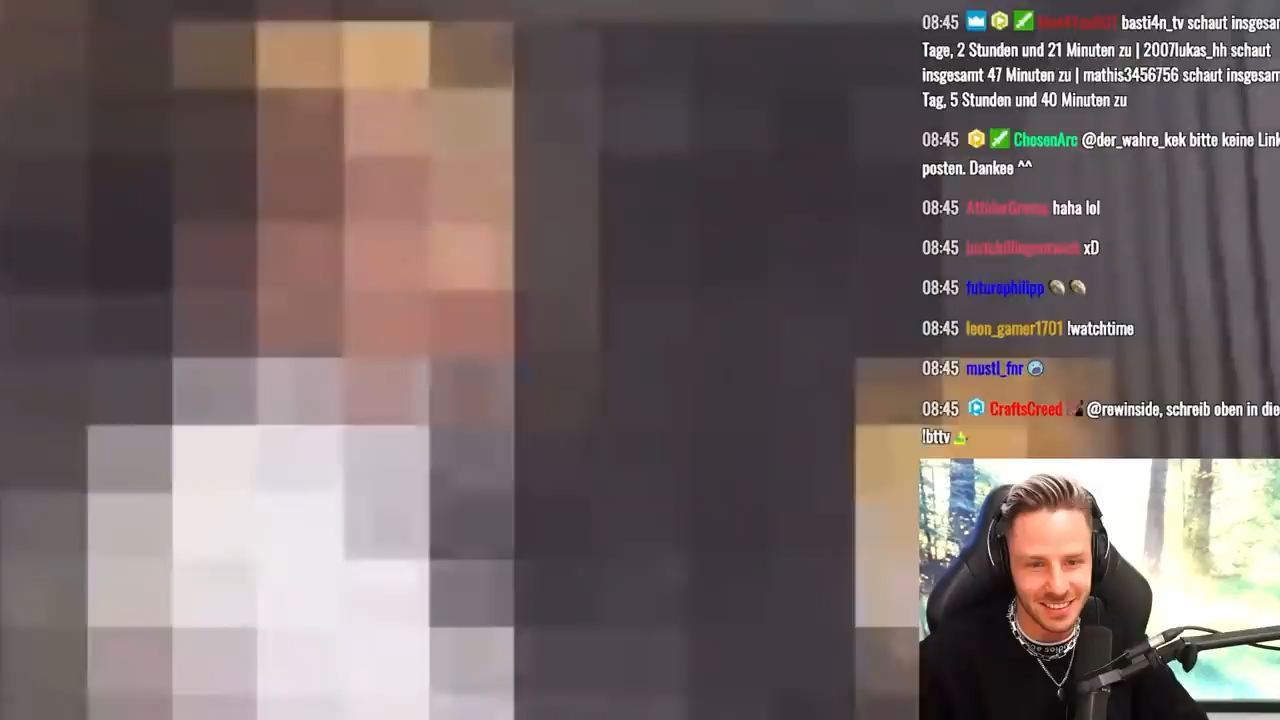 08:45 basti4n_tv schaut insgesam
Tage, 2 Stunden und 21 Minuten zu | 2007lukas_hh schaut
insgesamt 47 Minuten zu | mathis3456756 schaut insgesam
Tag, 5 Stunden und 40 Minuten zu
08:45 ChosenArc @der_wahre_kek bitte keine Link
posten. Dankee ^^
08:45 haha lol
08:45 xD
08:45 futurophilipp
08:45 leon_gamer1701 !watchtime
08:45 mustl_fnr
08:45 CraftsCreed @rewinside, schreib oben in die
!bttv